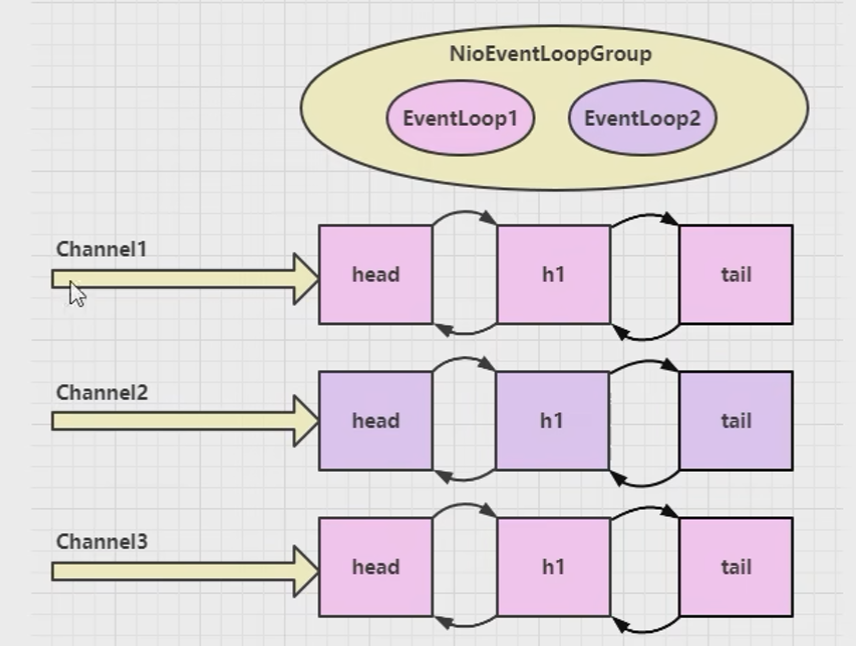 NioEventLoopGroup
EventLoop1 EventLoop2
Channel1
head h1 tail
Channel2
head h1 tail
Channel3
head h1 tail